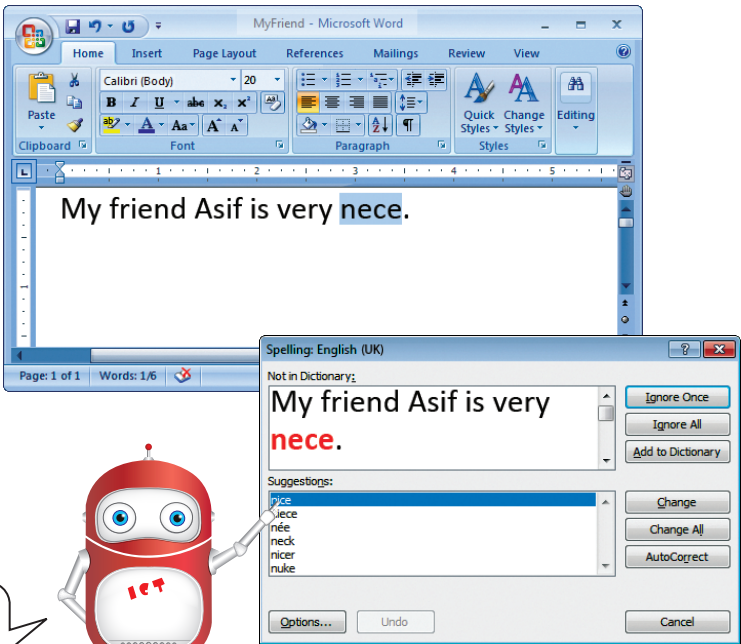 MyFriend - Microsoft Word
Home Insert Page Layout References Mailings Review View
Calibri (Body) 20
B I U abe x₂ x² Aa
Paste
ab A Aa A A
Quick Styles Change Styles Editing
Clipboard Font Paragraph Styles
L 1 2 3 4 5
My friend Asif is very nece.
Page: 1 of 1 Words: 1/6
Spelling: English (UK)
Not in Dictionary:
My friend Asif is very
nece.
Ignore Once
Ignore All
Add to Dictionary
Suggestions:
nice
née
neck
nicer
nuke
Change
Change All
AutoCorrect
Options... Undo Cancel
ICT